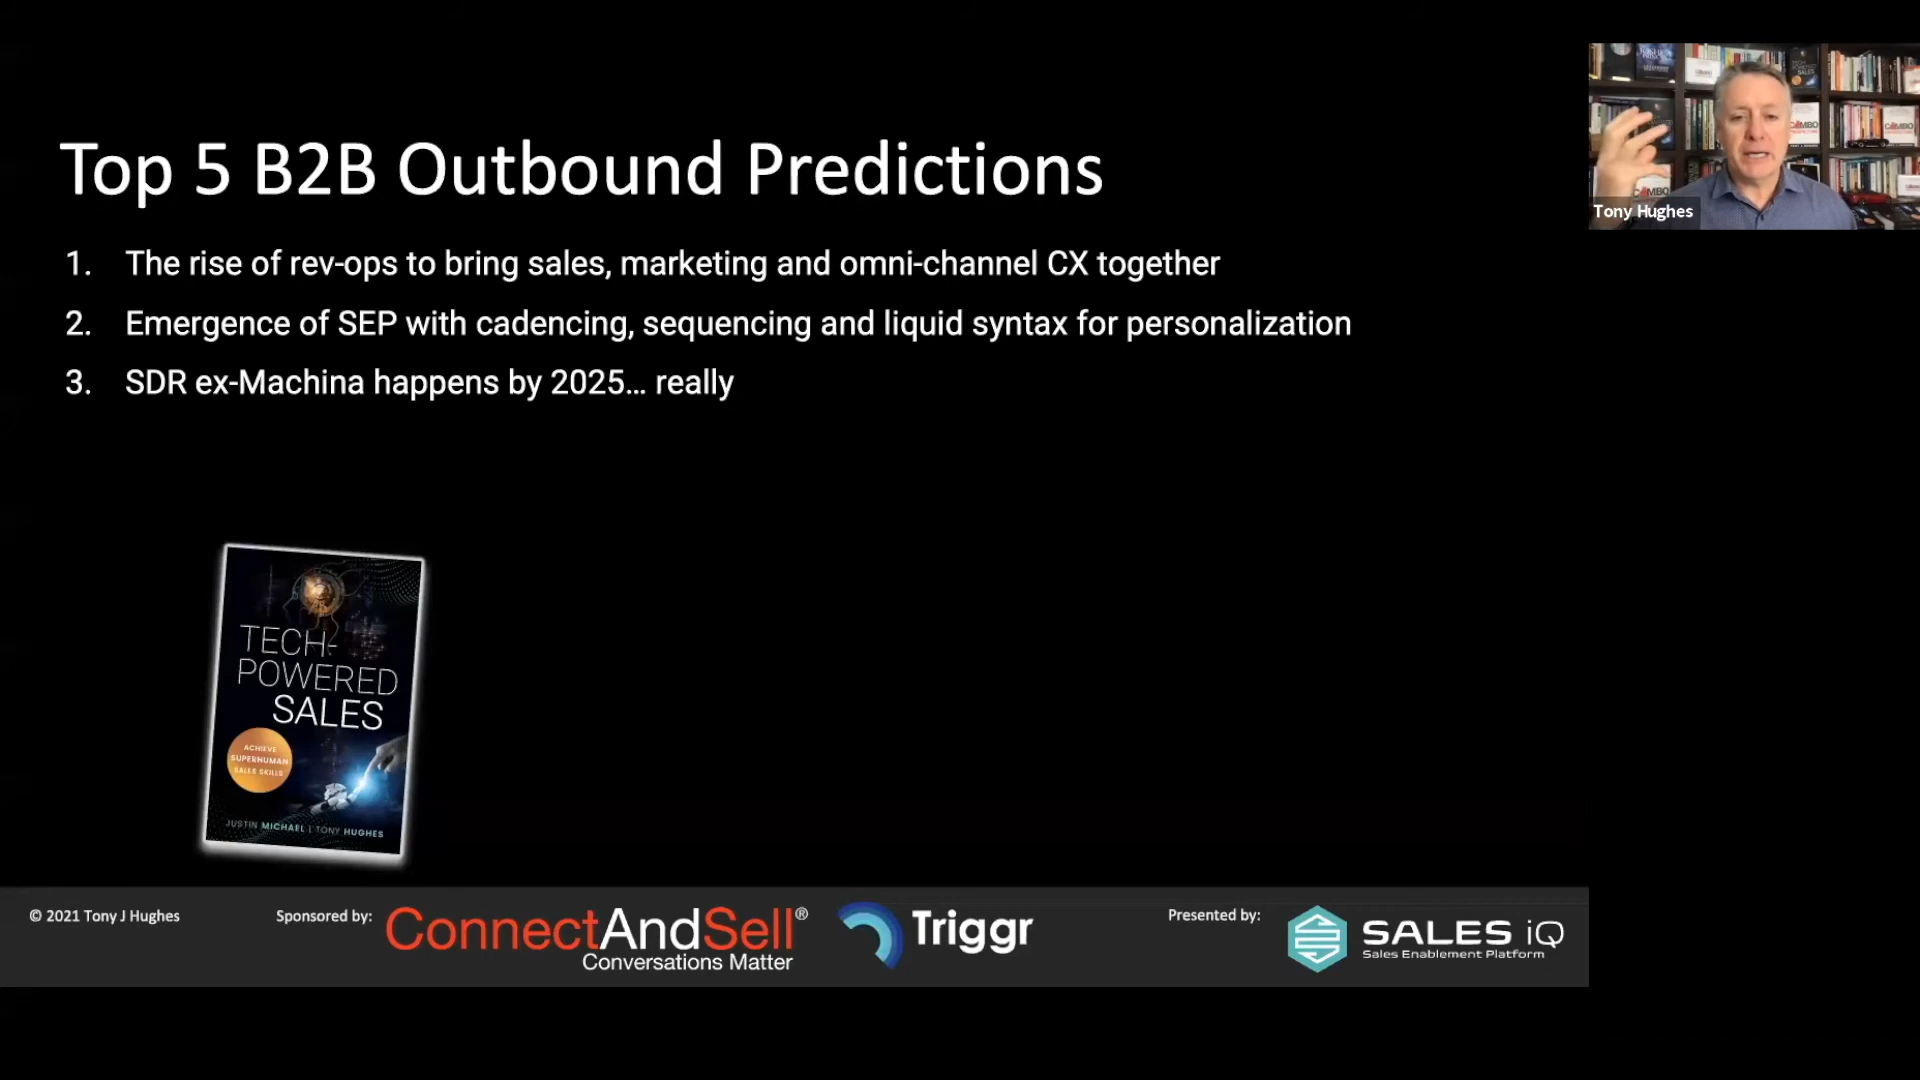 Top 5 B2B Outbound Predictions
1. The rise of rev-ops to bring sales, marketing and omni-channel CX together
2. Emergence of SEP with cadencing, sequencing and liquid syntax for personalization
3. SDR ex-Machina happens by 2025... really
Tony Hughes
TECH-
POWERED
SALES
ACHIEVE
SUPERHUMAN
SALES SKILLS
JUSTIN MICHAEL | TONY HUGHES
© 2021 Tony J Hughes
Sponsored by:
ConnectAndSell®
Conversations Matter
Triggr
Presented by:
SALES iQ
Sales Enablement Platform
COMBO
COMBO
COMBO